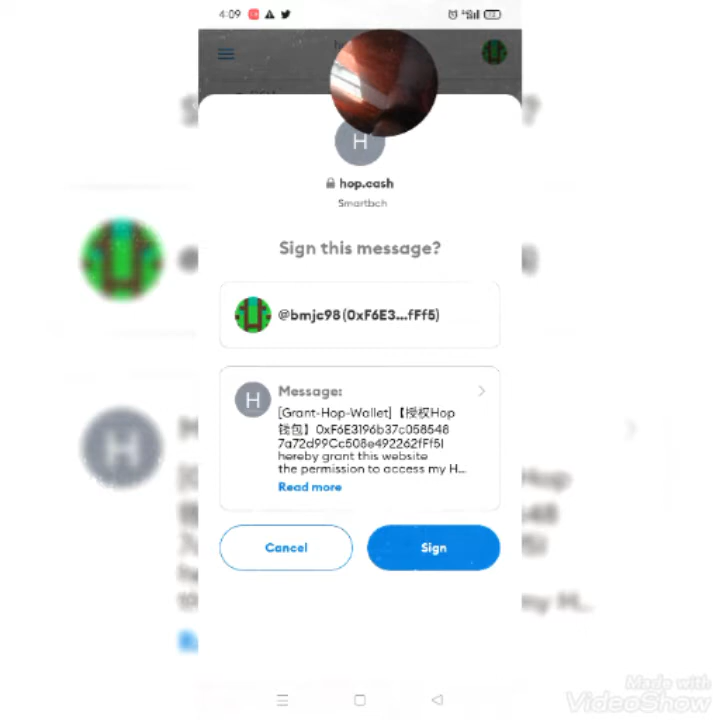 4:09
H
hop.cash
Smartbch
Sign this message?
@bmjc98 (0xF6E3...fFf5)
H
Message:
[Grant-Hop-Wallet]【授权Hop
钱包】0xF6E3196b37c058548
7a72d99Cc508e492262fFf5I
hereby grant this website
the permission to access my H...
Read more
Cancel
Sign
Made with
VideoShow